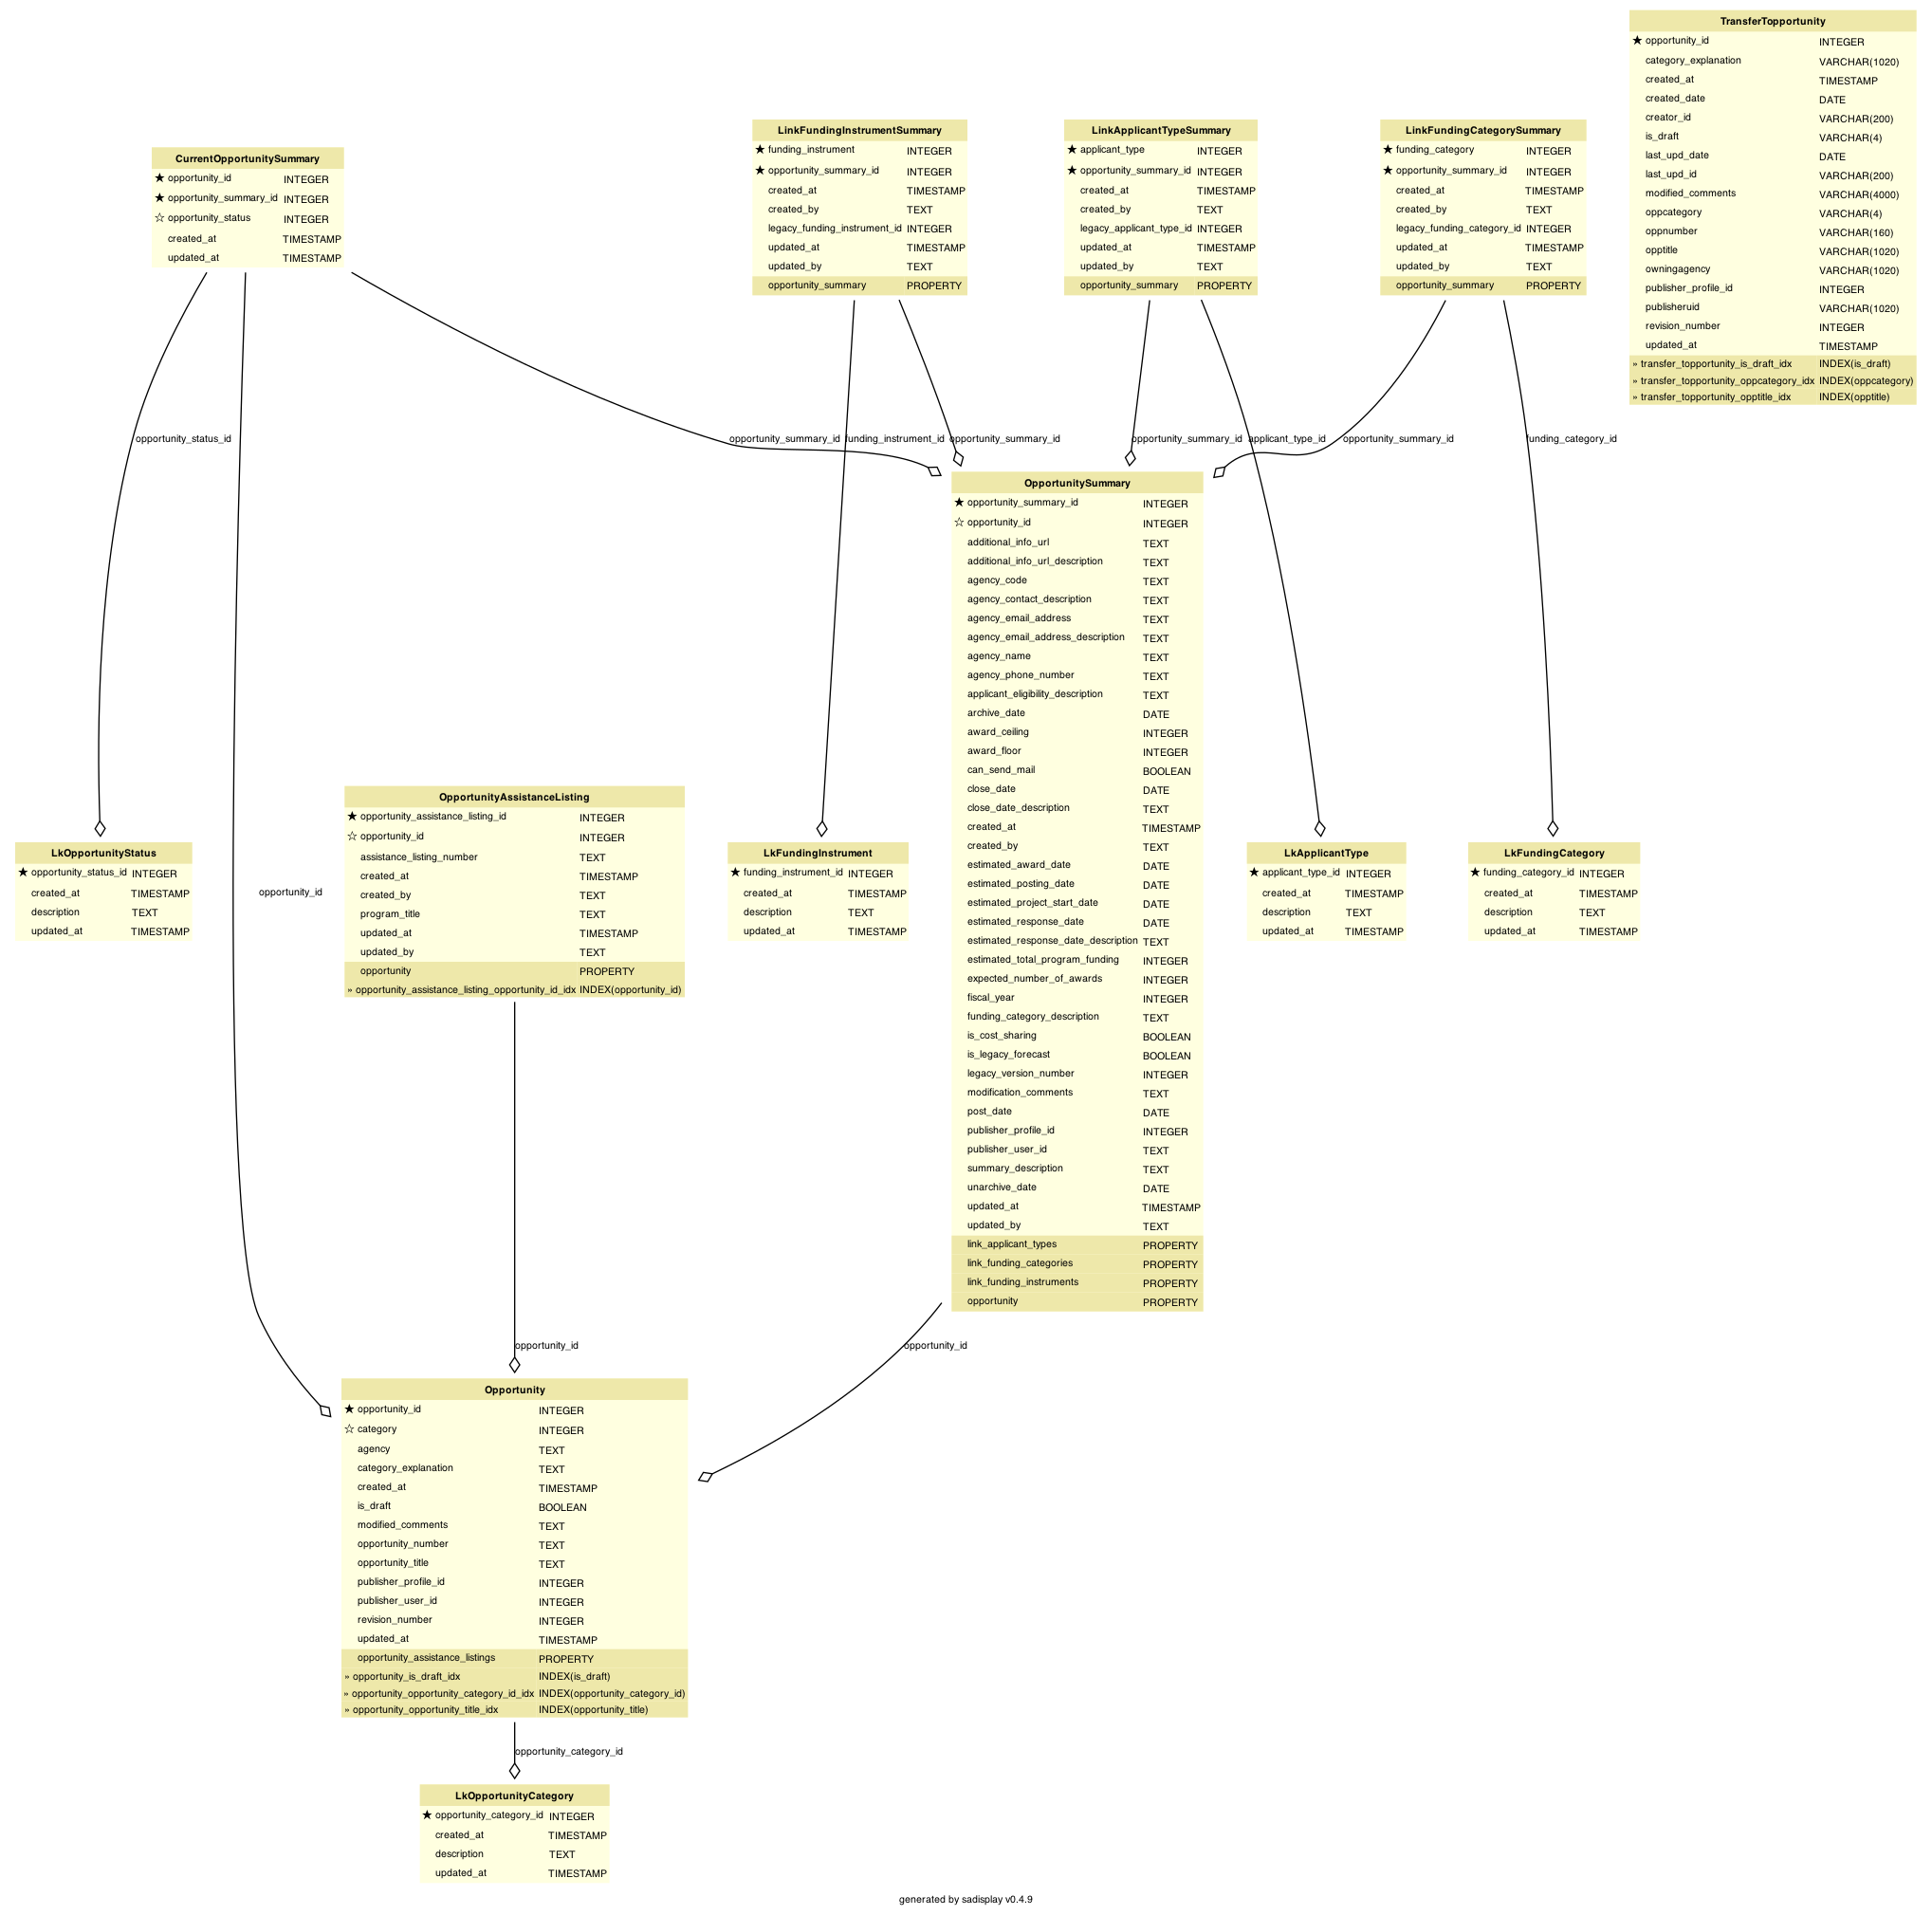 TransferTopportunity
★ opportunity_id INTEGER
category_explanation VARCHAR(1020)
created_at TIMESTAMP
created_date DATE
creator_id VARCHAR(200)
is_draft VARCHAR(4)
last_upd_date DATE
last_upd_id VARCHAR(200)
modified_comments VARCHAR(4000)
oppcategory VARCHAR(4)
oppnumber VARCHAR(160)
opptitle VARCHAR(1020)
owningagency VARCHAR(1020)
publisher_profile_id INTEGER
publisheruid VARCHAR(1020)
revision_number INTEGER
updated_at TIMESTAMP
» transfer_topportunity_is_draft_idx INDEX(is_draft)
» transfer_topportunity_oppcategory_idx INDEX(oppcategory)
» transfer_topportunity_opptitle_idx INDEX(opptitle)
CurrentOpportunitySummary
★ opportunity_id INTEGER
★ opportunity_summary_id INTEGER
☆ opportunity_status INTEGER
created_at TIMESTAMP
updated_at TIMESTAMP
LinkFundingInstrumentSummary
★ funding_instrument INTEGER
★ opportunity_summary_id INTEGER
created_at TIMESTAMP
created_by TEXT
legacy_funding_instrument_id INTEGER
updated_at TIMESTAMP
updated_by TEXT
opportunity_summary PROPERTY
LinkApplicantTypeSummary
★ applicant_type INTEGER
★ opportunity_summary_id INTEGER
created_at TIMESTAMP
created_by TEXT
legacy_applicant_type_id INTEGER
updated_at TIMESTAMP
updated_by TEXT
opportunity_summary PROPERTY
LinkFundingCategorySummary
★ funding_category INTEGER
★ opportunity_summary_id INTEGER
created_at TIMESTAMP
created_by TEXT
legacy_funding_category_id INTEGER
updated_at TIMESTAMP
updated_by TEXT
opportunity_summary PROPERTY
opportunity_status_id
opportunity_summary_id
funding_instrument_id
opportunity_summary_id
opportunity_summary_id
applicant_type_id
opportunity_summary_id
funding_category_id
OpportunitySummary
★ opportunity_summary_id INTEGER
☆ opportunity_id INTEGER
additional_info_url TEXT
additional_info_url_description TEXT
agency_code TEXT
agency_contact_description TEXT
agency_email_address TEXT
agency_email_address_description TEXT
agency_name TEXT
agency_phone_number TEXT
applicant_eligibility_description TEXT
archive_date DATE
award_ceiling INTEGER
award_floor INTEGER
can_send_mail BOOLEAN
close_date DATE
close_date_description TEXT
created_at TIMESTAMP
created_by TEXT
estimated_award_date DATE
estimated_posting_date DATE
estimated_project_start_date DATE
estimated_response_date DATE
estimated_response_date_description TEXT
estimated_total_program_funding INTEGER
expected_number_of_awards INTEGER
fiscal_year INTEGER
funding_category_description TEXT
is_cost_sharing BOOLEAN
is_legacy_forecast BOOLEAN
legacy_version_number INTEGER
modification_comments TEXT
post_date DATE
publisher_profile_id INTEGER
publisher_user_id TEXT
summary_description TEXT
unarchive_date DATE
updated_at TIMESTAMP
updated_by TEXT
link_applicant_types PROPERTY
link_funding_categories PROPERTY
link_funding_instruments PROPERTY
opportunity PROPERTY
OpportunityAssistanceListing
★ opportunity_assistance_listing_id INTEGER
☆ opportunity_id INTEGER
assistance_listing_number TEXT
created_at TIMESTAMP
created_by TEXT
program_title TEXT
updated_at TIMESTAMP
updated_by TEXT
opportunity PROPERTY
» opportunity_assistance_listing_opportunity_id_idx INDEX(opportunity_id)
LkOpportunityStatus
★ opportunity_status_id INTEGER
created_at TIMESTAMP
description TEXT
updated_at TIMESTAMP
opportunity_id
LkFundingInstrument
★ funding_instrument_id INTEGER
created_at TIMESTAMP
description TEXT
updated_at TIMESTAMP
LkApplicantType
★ applicant_type_id INTEGER
created_at TIMESTAMP
description TEXT
updated_at TIMESTAMP
LkFundingCategory
★ funding_category_id INTEGER
created_at TIMESTAMP
description TEXT
updated_at TIMESTAMP
opportunity_id
opportunity_id
Opportunity
★ opportunity_id INTEGER
☆ category INTEGER
agency TEXT
category_explanation TEXT
created_at TIMESTAMP
is_draft BOOLEAN
modified_comments TEXT
opportunity_number TEXT
opportunity_title TEXT
publisher_profile_id INTEGER
publisher_user_id INTEGER
revision_number INTEGER
updated_at TIMESTAMP
opportunity_assistance_listings PROPERTY
» opportunity_is_draft_idx INDEX(is_draft)
» opportunity_opportunity_category_id_idx INDEX(opportunity_category_id)
» opportunity_opportunity_title_idx INDEX(opportunity_title)
opportunity_category_id
LkOpportunityCategory
★ opportunity_category_id INTEGER
created_at TIMESTAMP
description TEXT
updated_at TIMESTAMP
generated by sadisplay v0.4.9